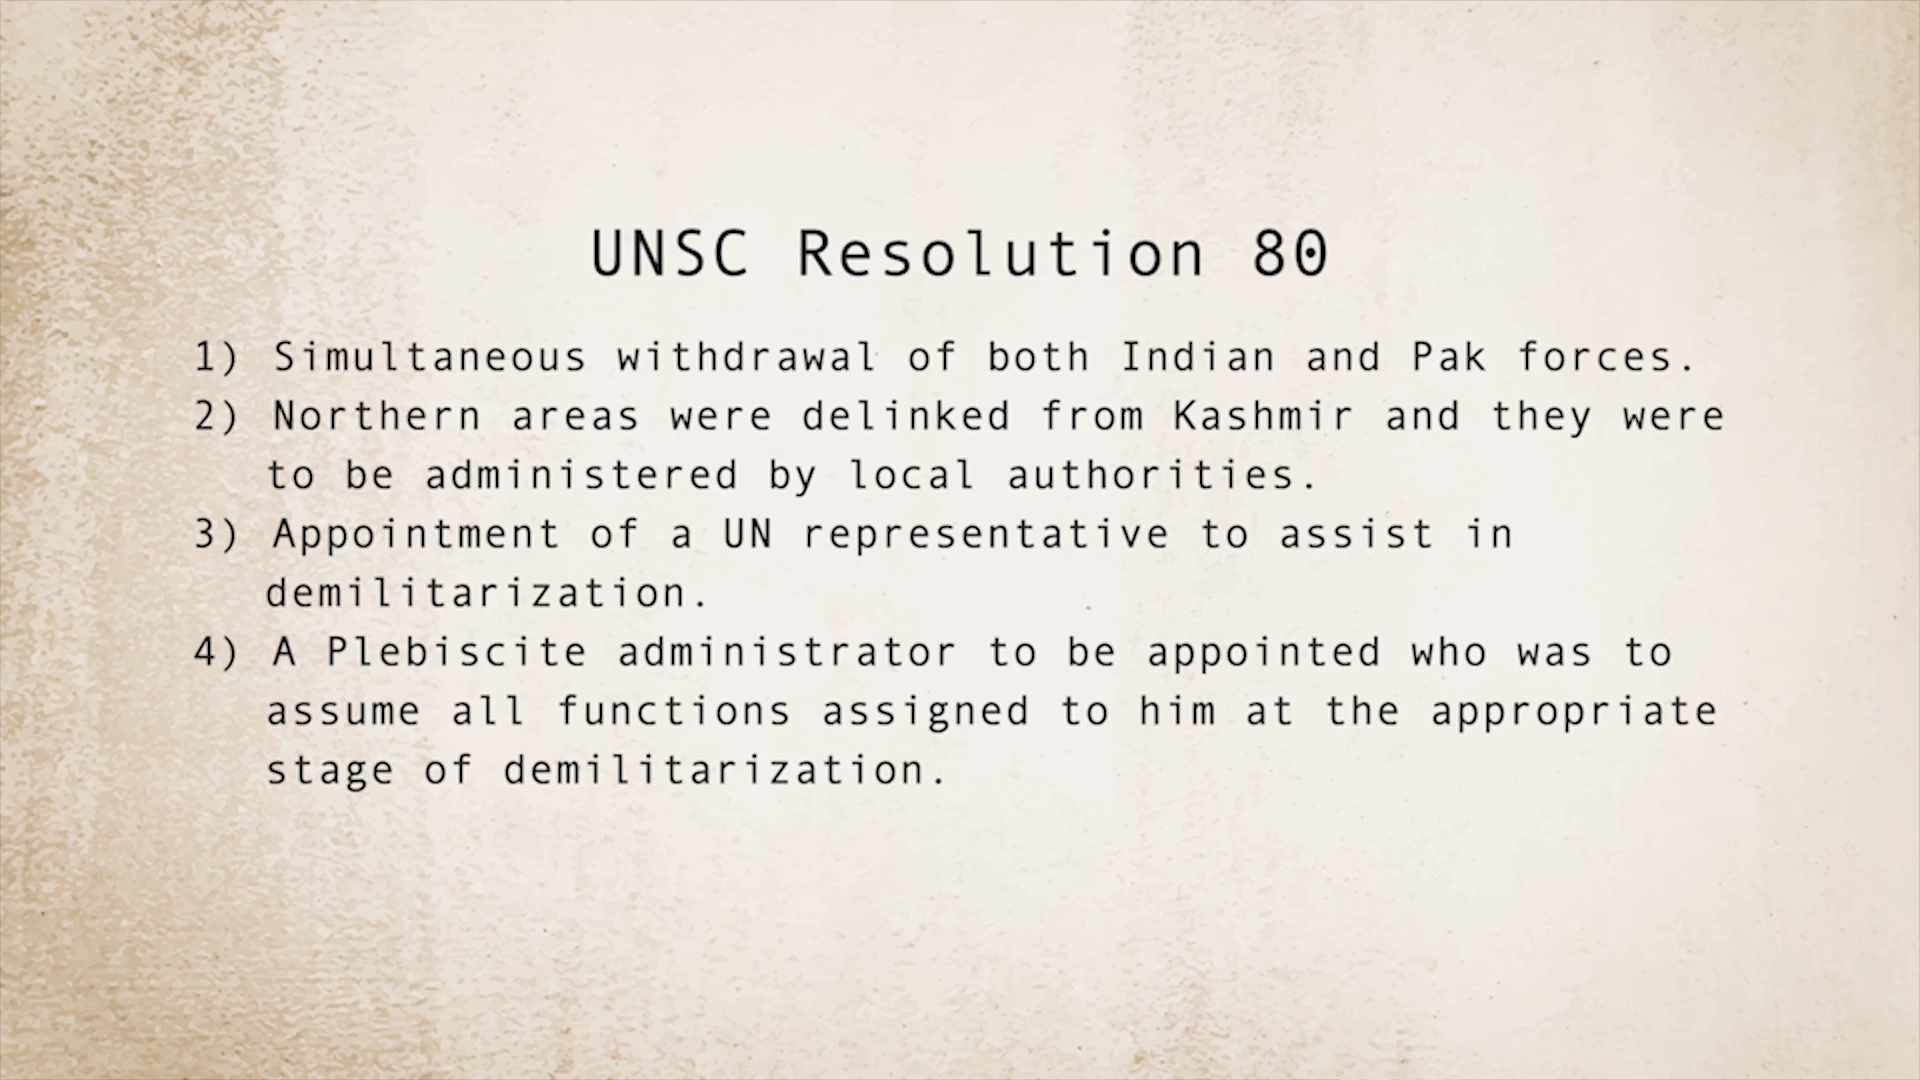 UNSC Resolution 80
1) Simultaneous withdrawal of both Indian and Pak forces.
2) Northern areas were delinked from Kashmir and they were
to be administered by local authorities.
3) Appointment of a UN representative to assist in
demilitarization.
4) A Plebiscite administrator to be appointed who was to
assume all functions assigned to him at the appropriate
stage of demilitarization.